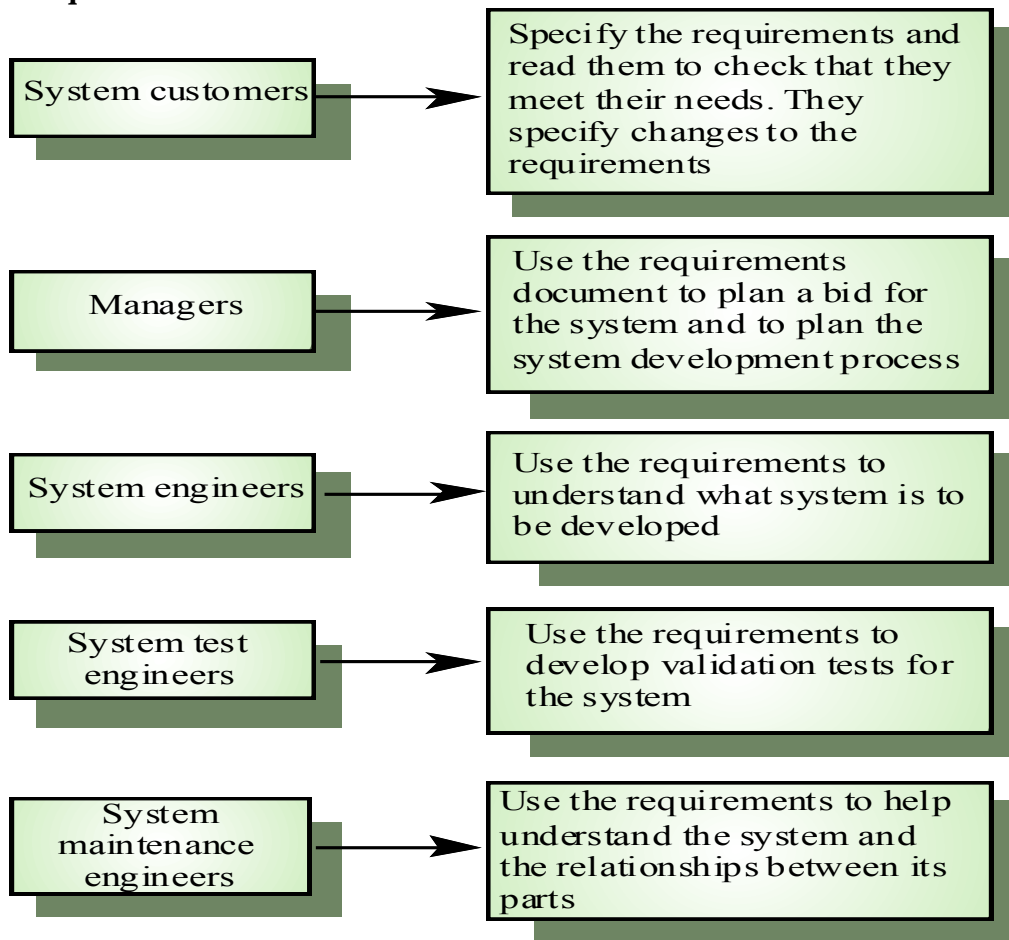 System customers
Specify the requirements and
read them to check that they
meet their needs. They
specify changes to the
requirements
Managers
Use the requirements
document to plan a bid for
the system and to plan the
system development process
System engineers
Use the requirements to
understand what system is to
be developed
System test
engineers
Use the requirements to
develop validation tests for
the system
System
maintenance
engineers
Use the requirements to help
understand the system and
the relationships between its
parts